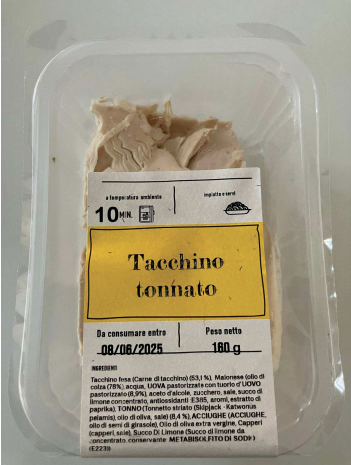 a temperatura ambiente
impiatta e servi
10 MIN.
Tacchino
tonnato
Da consumare entro
Peso netto
08/06/2025
180 g
INGREDIENTI
Tacchino fesa (Carne di tacchino) (53,1 %), Maionese (olio di
colza (78%), acqua, UOVA pastorizzate con tuorlo d'UOVO
pastorizzato (8,9%), aceto d'alcole, zucchero, sale, succo di
limone concentrato, antiossidanti: E385, aromi, estratto di
paprika), TONNO (Tonnetto striato (Skipjack - Katwonus
pelamis), olio di oliva, sale) (8,4 %), ACCIUGHE (ACCIUGHE,
olio di semi di girasole), Olio di oliva extra vergine, Capperi
(capperi, sale), Succo Di Limone (Succo di limone da
concentrato, conservante: METABISOLFITO DI SODIO
(E223))